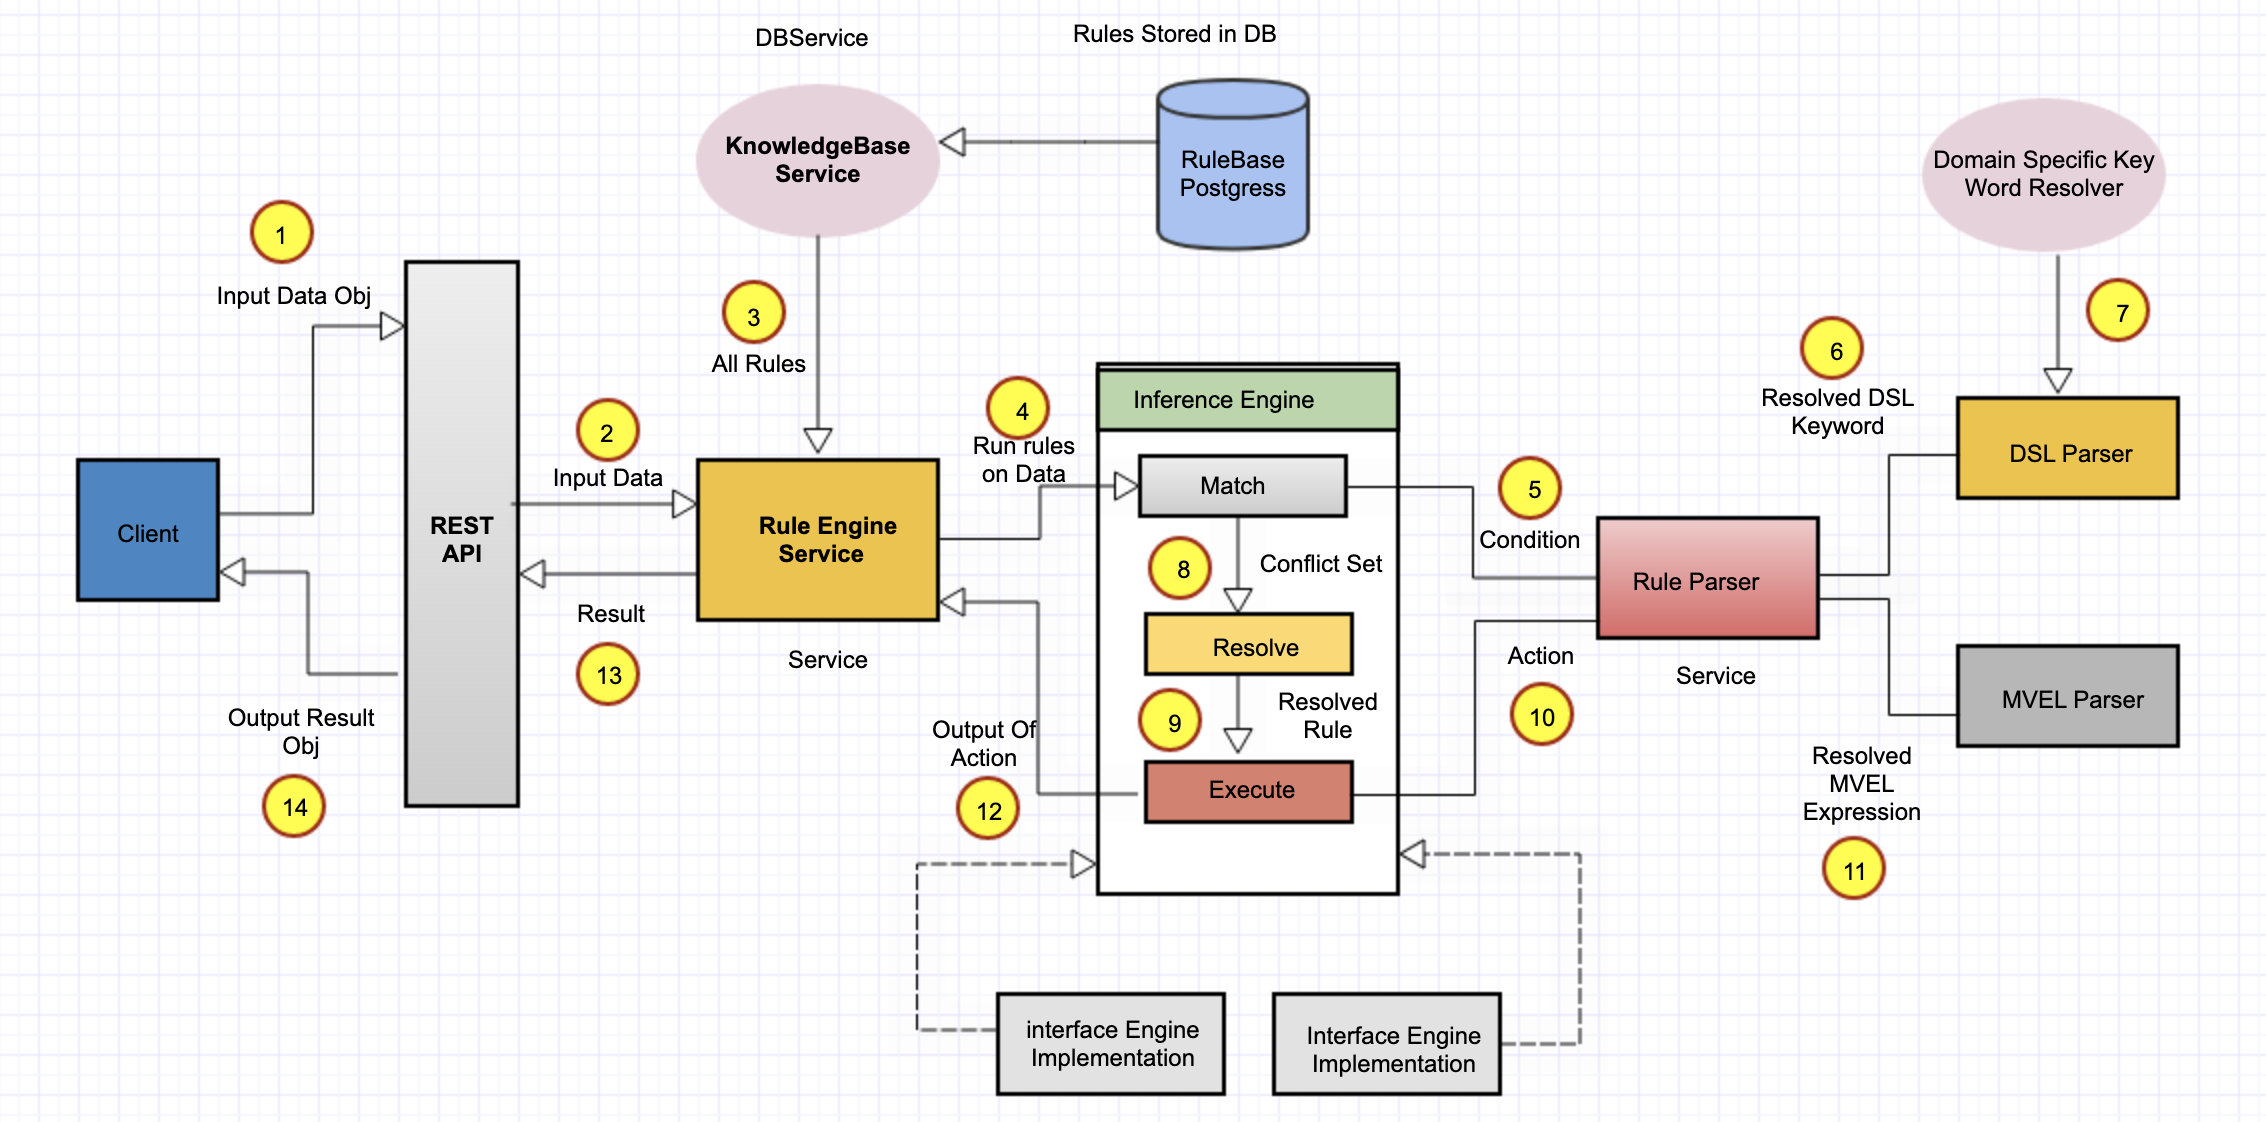 DBService
Rules Stored in DB
KnowledgeBase
Service
RuleBase
Postgress
Domain Specific Key
Word Resolver
1
Input Data Obj
3
All Rules
7
6
Resolved DSL
Keyword
2
Input Data
4
Run rules
on Data
Inference Engine
Match
5
Condition
DSL Parser
Client
REST
API
Rule Engine
Service
8
Conflict Set
Rule Parser
Result
13
Service
Resolve
Action
10
Service
MVEL Parser
9
Resolved
Rule
Output Result
Obj
14
Output Of
Action
12
Execute
Resolved
MVEL
Expression
11
interface Engine
Implementation
Interface Engine
Implementation